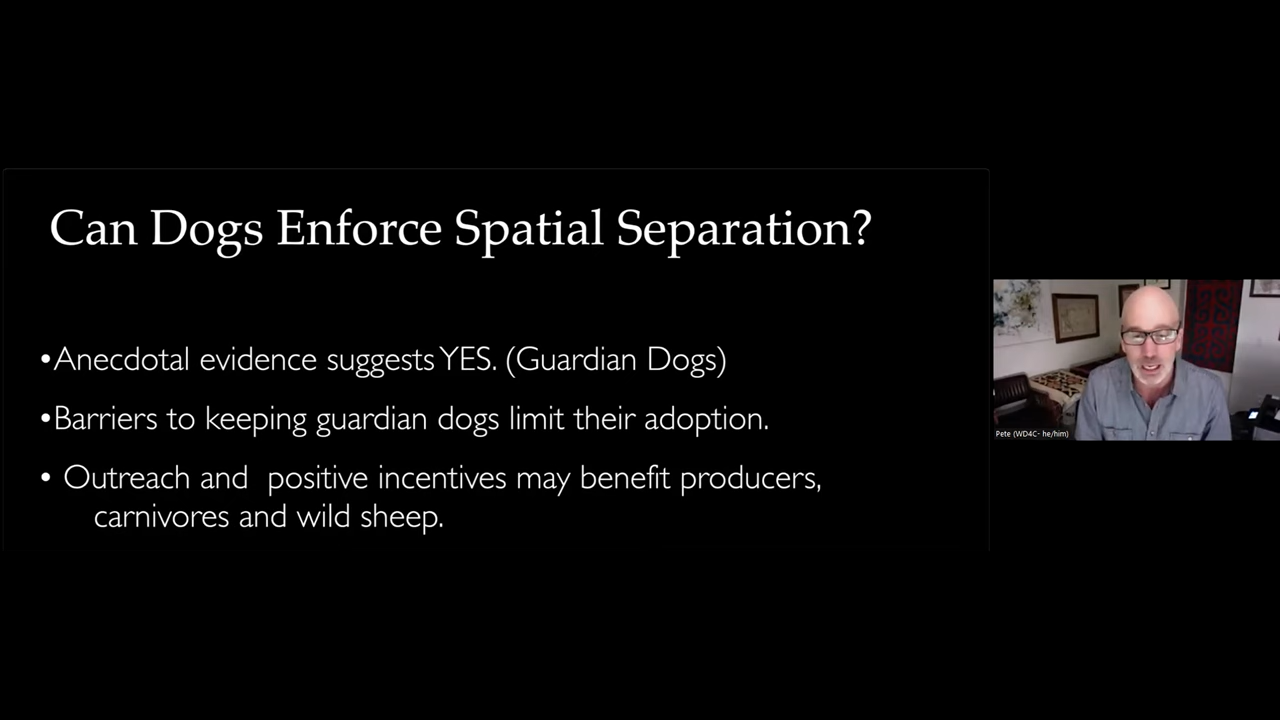 Can Dogs Enforce Spatial Separation?
•Anecdotal evidence suggests YES. (Guardian Dogs)
•Barriers to keeping guardian dogs limit their adoption.
• Outreach and  positive incentives may benefit producers,
carnivores and wild sheep.
Pete (WD4C- he/him)